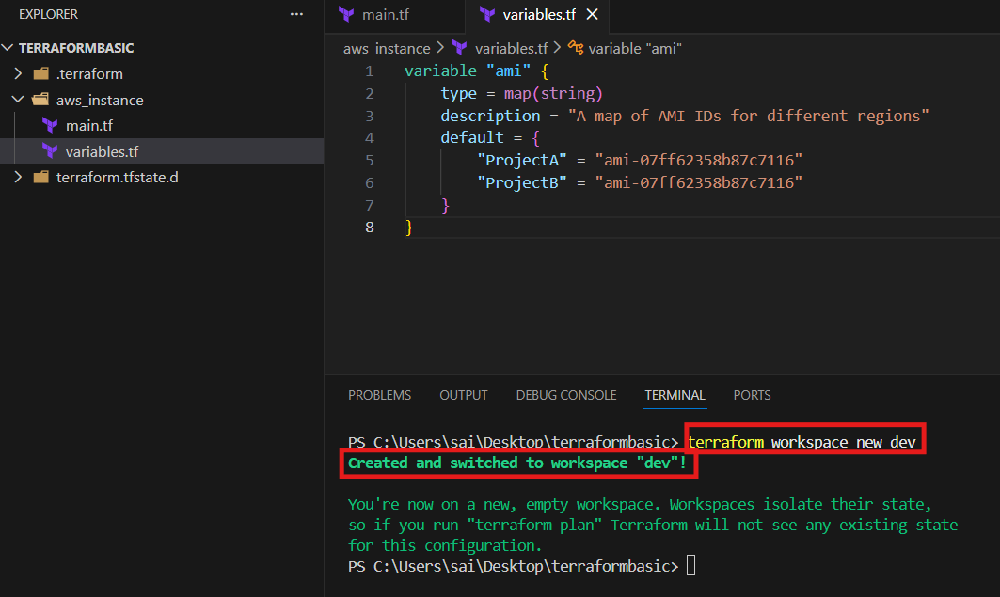 EXPLORER
...
main.tf
variables.tf
TERRAFORMBASIC
aws_instance > variables.tf > variable "ami"
.terraform
aws_instance
main.tf
variables.tf
terraform.tfstate.d
1 variable "ami" {
2     type = map(string)
3     description = "A map of AMI IDs for different regions"
4     default = {
5         "ProjectA" = "ami-07ff62358b87c7116"
6         "ProjectB" = "ami-07ff62358b87c7116"
7     }
8 }
PROBLEMS OUTPUT DEBUG CONSOLE TERMINAL PORTS
PS C:\Users\sai\Desktop\terraformbasic> terraform workspace new dev
Created and switched to workspace "dev"!
You're now on a new, empty workspace. Workspaces isolate their state,
so if you run "terraform plan" Terraform will not see any existing state
for this configuration.
PS C:\Users\sai\Desktop\terraformbasic>